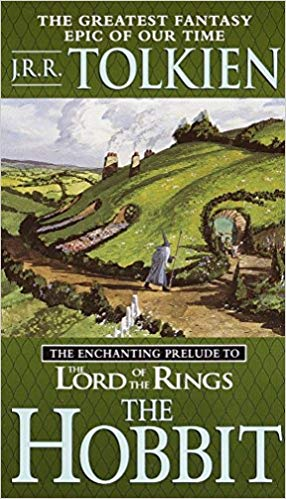 THE GREATEST FANTASY
EPIC OF OUR TIME
J.R.R. TOLKIEN
THE ENCHANTING PRELUDE TO
THE LORD OF THE RINGS
THE
HOBBIT